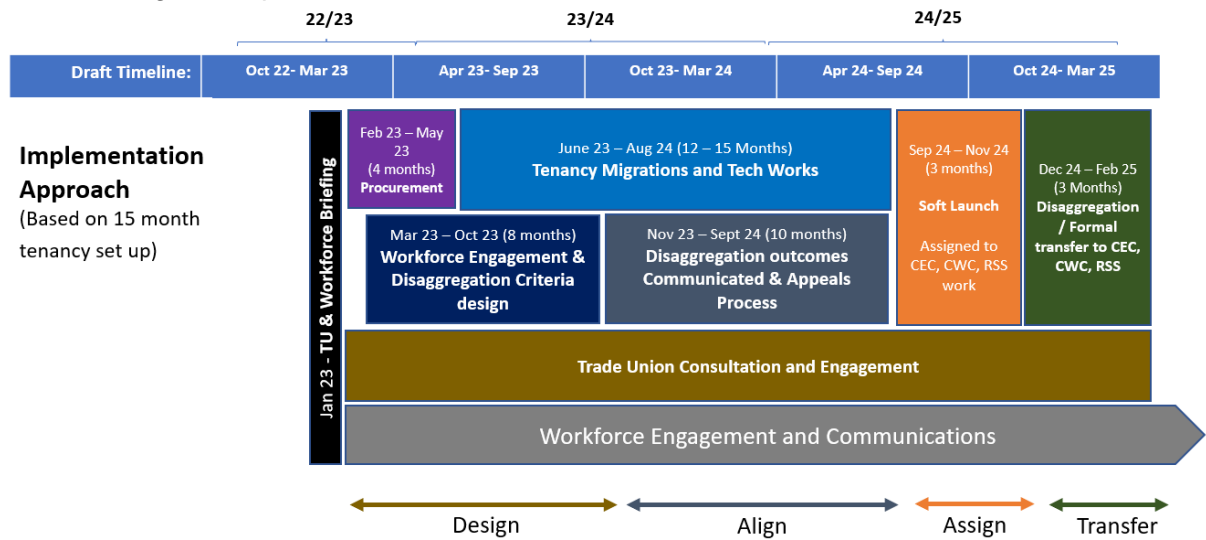 22/23
23/24
24/25
Draft Timeline:
Oct 22- Mar 23
Apr 23- Sep 23
Oct 23- Mar 24
Apr 24- Sep 24
Oct 24- Mar 25
Implementation
Approach
(Based on 15 month
tenancy set up)
Jan 23 - TU & Workforce Briefing
Feb 23 – May
23
(4 months)
Procurement
June 23 – Aug 24 (12 – 15 Months)
Tenancy Migrations and Tech Works
Mar 23 – Oct 23 (8 months)
Workforce Engagement &
Disaggregation Criteria
design
Nov 23 – Sept 24 (10 months)
Disaggregation outcomes
Communicated & Appeals
Process
Sep 24 – Nov 24
(3 months)
Soft Launch
Assigned to
CEC, CWC, RSS
work
Dec 24 – Feb 25
(3 Months)
Disaggregation
/ Formal
transfer to CEC,
CWC, RSS
Trade Union Consultation and Engagement
Workforce Engagement and Communications
Design
Align
Assign
Transfer